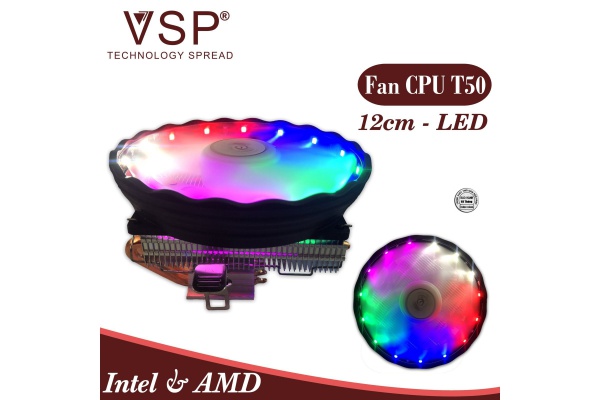 VSP®
TECHNOLOGY SPREAD
Fan CPU T50
12cm - LED
Intel & AMD